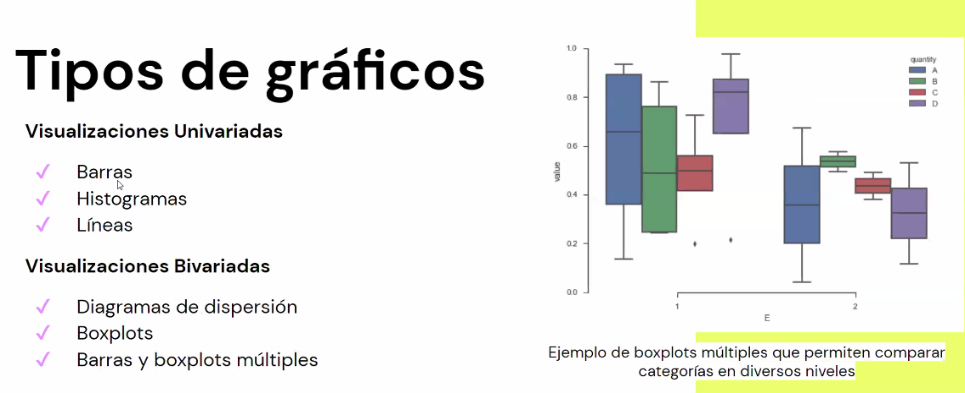 Tipos de gráficos
Visualizaciones Univariadas
✓ Barras
✓ Histogramas
✓ Líneas
Visualizaciones Bivariadas
✓ Diagramas de dispersión
✓ Boxplots
✓ Barras y boxplots múltiples
quantity
A
B
C
D
1.0
0.8
0.6
0.4
0.2
0.0
value
1 2
E
Ejemplo de boxplots múltiples que permiten comparar
categorías en diversos niveles